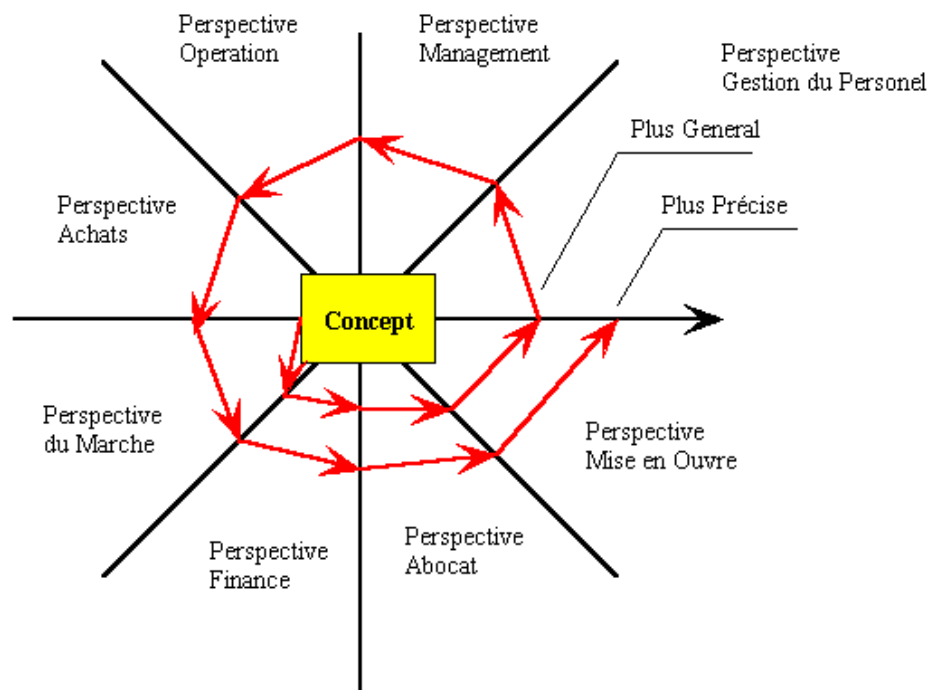 Perspective
Operation
Perspective
Management
Perspective
Gestion du Personel
Plus General
Plus Précise
Perspective
Achats
Concept
Perspective
du Marche
Perspective
Mise en Ouvre
Perspective
Finance
Perspective
Abocat